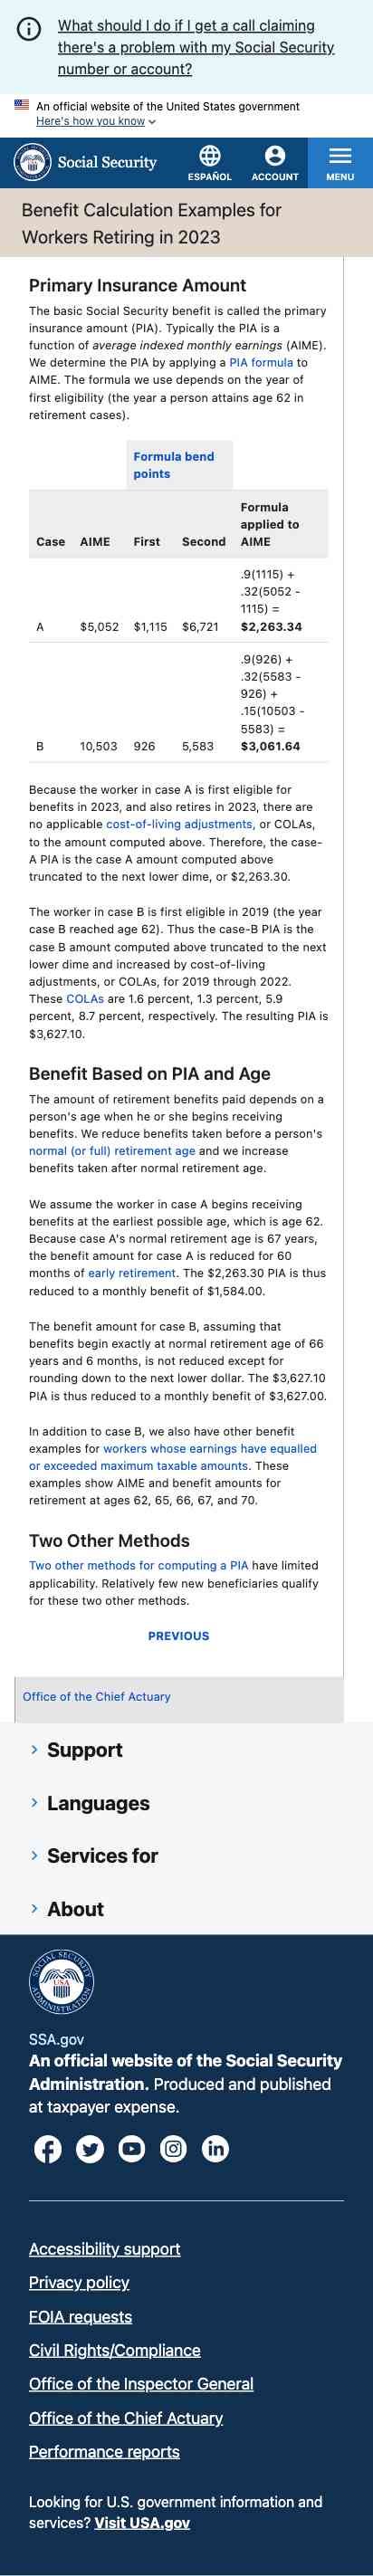 What should I do if I get a call claiming
there's a problem with my Social Security
number or account?
An official website of the United States government
Here's how you know
Social Security
ESPAÑOL
ACCOUNT
MENU
Benefit Calculation Examples for
Workers Retiring in 2023
Primary Insurance Amount
The basic Social Security benefit is called the primary
insurance amount (PIA). Typically the PIA is a
function of average indexed monthly earnings (AIME).
We determine the PIA by applying a PIA formula to
AIME. The formula we use depends on the year of
first eligibility (the year a person attains age 62 in
retirement cases).
Formula bend
points
Case AIME First Second Formula
applied to
AIME
A $5,052 $1,115 $6,721 .9(1115) +
.32(5052 -
1115) =
$2,263.34
B 10,503 926 5,583 .9(926) +
.32(5583 -
926) +
.15(10503 -
5583) =
$3,061.64
Because the worker in case A is first eligible for
benefits in 2023, and also retires in 2023, there are
no applicable cost-of-living adjustments, or COLAs,
to the amount computed above. Therefore, the case-
A PIA is the case A amount computed above
truncated to the next lower dime, or $2,263.30.
The worker in case B is first eligible in 2019 (the year
case B reached age 62). Thus the case-B PIA is the
case B amount computed above truncated to the next
lower dime and increased by cost-of-living
adjustments, or COLAs, for 2019 through 2022.
These COLAs are 1.6 percent, 1.3 percent, 5.9
percent, 8.7 percent, respectively. The resulting PIA is
$3,627.10.
Benefit Based on PIA and Age
The amount of retirement benefits paid depends on a
person's age when he or she begins receiving
benefits. We reduce benefits taken before a person's
normal (or full) retirement age and we increase
benefits taken after normal retirement age.
We assume the worker in case A begins receiving
benefits at the earliest possible age, which is age 62.
Because case A's normal retirement age is 67 years,
the benefit amount for case A is reduced for 60
months of early retirement. The $2,263.30 PIA is thus
reduced to a monthly benefit of $1,584.00.
The benefit amount for case B, assuming that
benefits begin exactly at normal retirement age of 66
years and 6 months, is not reduced except for
rounding down to the next lower dollar. The $3,627.10
PIA is thus reduced to a monthly benefit of $3,627.00.
In addition to case B, we also have other benefit
examples for workers whose earnings have equalled
or exceeded maximum taxable amounts. These
examples show AIME and benefit amounts for
retirement at ages 62, 65, 66, 67, and 70.
Two Other Methods
Two other methods for computing a PIA have limited
applicability. Relatively few new beneficiaries qualify
for these two other methods.
PREVIOUS
Office of the Chief Actuary
Support
Languages
Services for
About
SOCIAL SECURITY
USA
ADMINISTRATION
SSA.gov
An official website of the Social Security
Administration. Produced and published
at taxpayer expense.
Accessibility support
Privacy policy
FOIA requests
Civil Rights/Compliance
Office of the Inspector General
Office of the Chief Actuary
Performance reports
Looking for U.S. government information and
services? Visit USA.gov